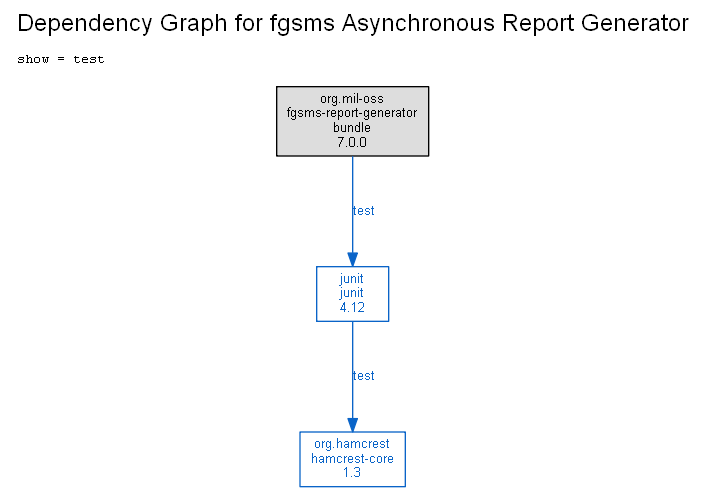 Dependency Graph for fgsms Asynchronous Report Generator
show = test
org.mil-oss
fgsms-report-generator
bundle
7.0.0
test
junit
junit
4.12
test
org.hamcrest
hamcrest-core
1.3